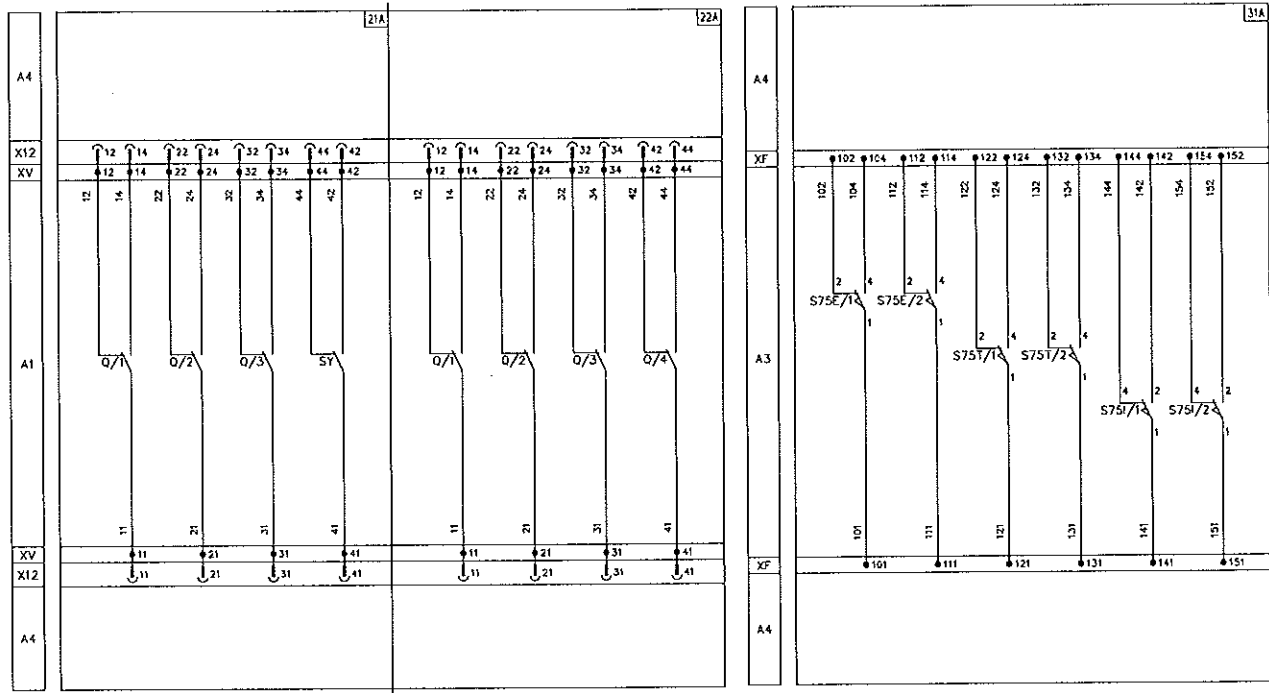 21A 22A 31A
A4 A4
X12 12 14 22 24 32 34 44 42 12 14 22 24 32 34 42 44
XF 102 104 112 114 122 124 132 134 144 142 154 152
XV 12 14 22 24 32 34 44 42 12 14 22 24 32 34 42 44
12 14 22 24 32 34 44 42 12 14 22 24 32 34 42 44
102 104 112 114 122 124 132 134 144 142 154 152
2 4 2 4
S75E/1 S75E/2
1 1
2 4 2 4
A1 Q/1 Q/2 Q/3 SY Q/1 Q/2 Q/3 Q/4 A3 S75T/1 S75T/2
1 1
4 2 4 2
S75I/1 S75I/2
1 1
11 21 31 41 11 21 31 41 101 111 121 131 141 151
XV 11 21 31 41 11 21 31 41
XF 101 111 121 131 141 151
X12 11 21 31 41 11 21 31 41
A4 A4